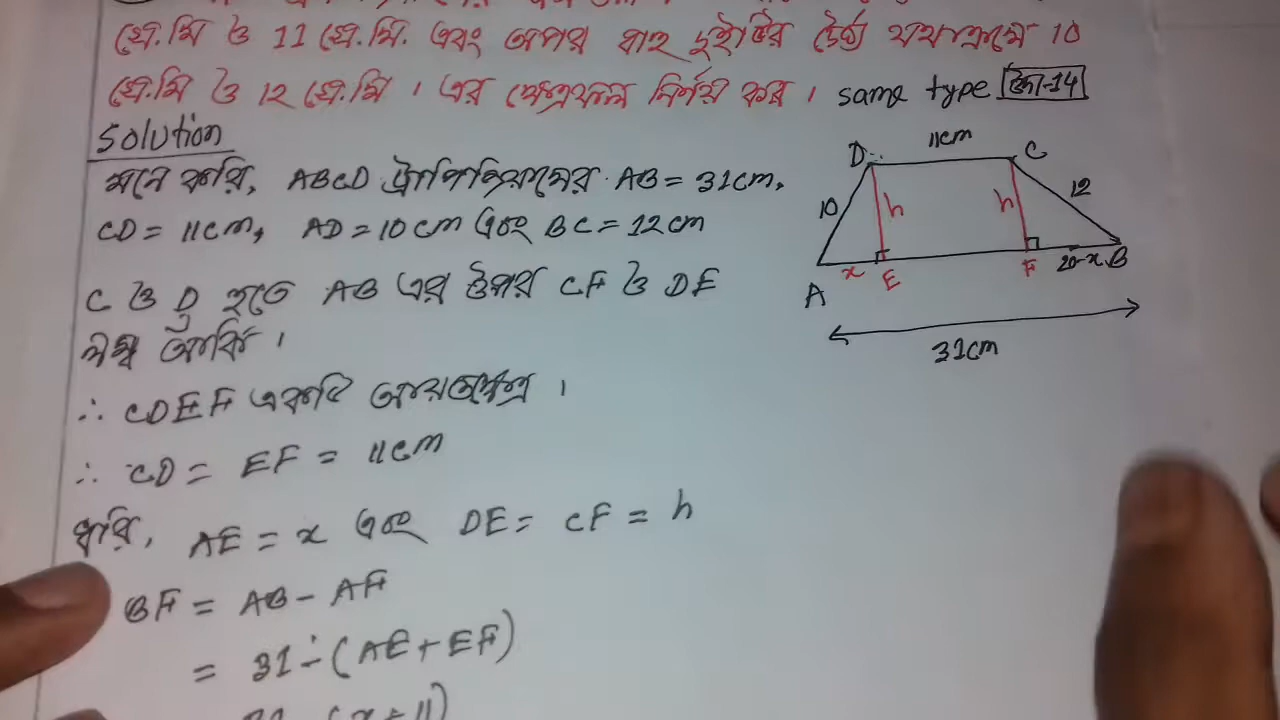 সে.মি ও 11 সে.মি. এবং অপর বাহু দুইটির দৈর্ঘ্য যথাক্রমে 10
সে.মি ও 12 সে.মি । এর ক্ষেত্রফল নির্ণয় কর । same type উদা-14
Solution
মনে করি, ABCD ট্রাপিজিয়ামের AB = 31cm,
CD = 11cm, AD = 10cm এবং BC = 12cm
C ও D হতে AB এর উপর CF ও DE
লম্ব আঁকি ।
∴ CDEF একটি আয়তক্ষেত্র ।
∴ CD = EF = 11cm
ধরি, AE = x এবং DE = CF = h
BF = AB - AF
= 31 - (AE + EF)
(x + 11)
11cm
D C
10 h h 12
x E F 20-x B
A
31cm